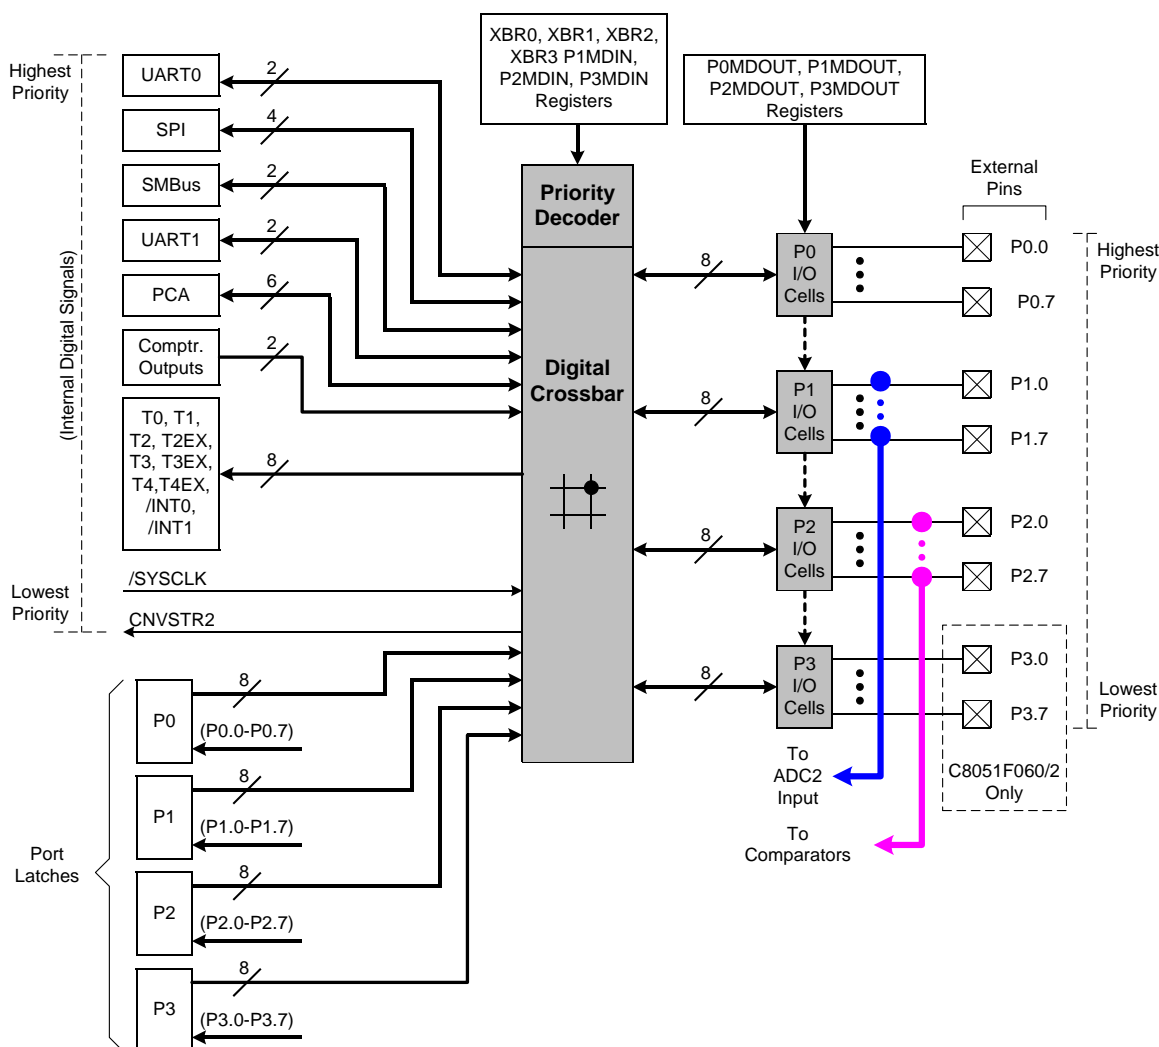 XBR0, XBR1, XBR2,
XBR3 P1MDIN,
P2MDIN, P3MDIN
Registers
P0MDOUT, P1MDOUT,
P2MDOUT, P3MDOUT
Registers
Highest
Priority
UART0
2
SPI
4
SMBus
2
UART1
2
PCA
6
Comptr.
Outputs
2
T0, T1,
T2, T2EX,
T3, T3EX,
T4,T4EX,
/INT0,
/INT1
8
(Internal Digital Signals)
Lowest
Priority
/SYSCLK
CNVSTR2
Priority
Decoder
Digital
Crossbar
External
Pins
8
P0
I/O
Cells
P0.0
P0.7
Highest
Priority
8
P1
I/O
Cells
P1.0
P1.7
8
P2
I/O
Cells
P2.0
P2.7
8
P3
I/O
Cells
P3.0
P3.7
Lowest
Priority
C8051F060/2
Only
To
ADC2
Input
To
Comparators
Port
Latches
P0
8
(P0.0-P0.7)
P1
8
(P1.0-P1.7)
P2
8
(P2.0-P2.7)
P3
8
(P3.0-P3.7)